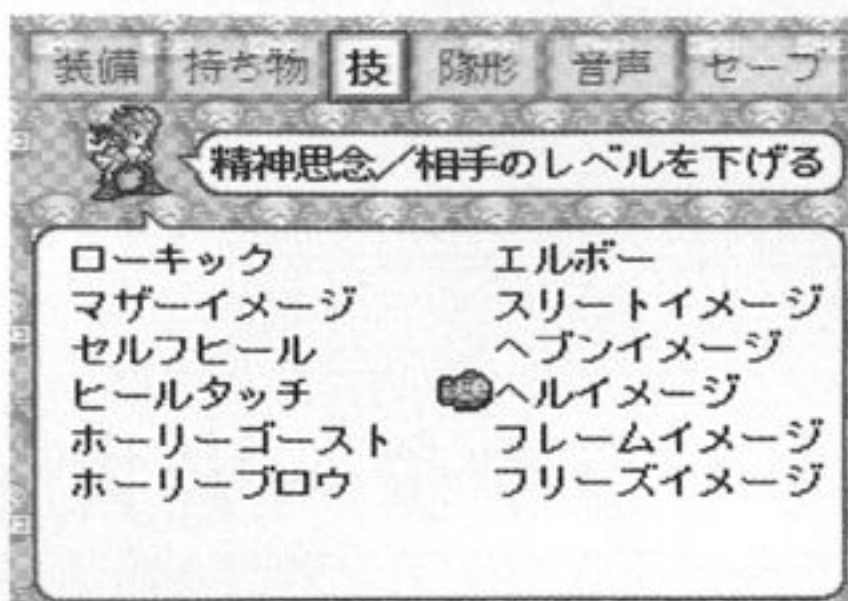 装備 持ち物 技 隊形 音声 セーブ
精神思念／相手のレベルを下げる
ローキック エルボー
マザーイメージ スリートイメージ
セルフヒール ヘブンイメージ
ヒールタッチ ヘルイメージ
ホーリーゴースト フレームイメージ
ホーリーブロウ フリーズイメージ